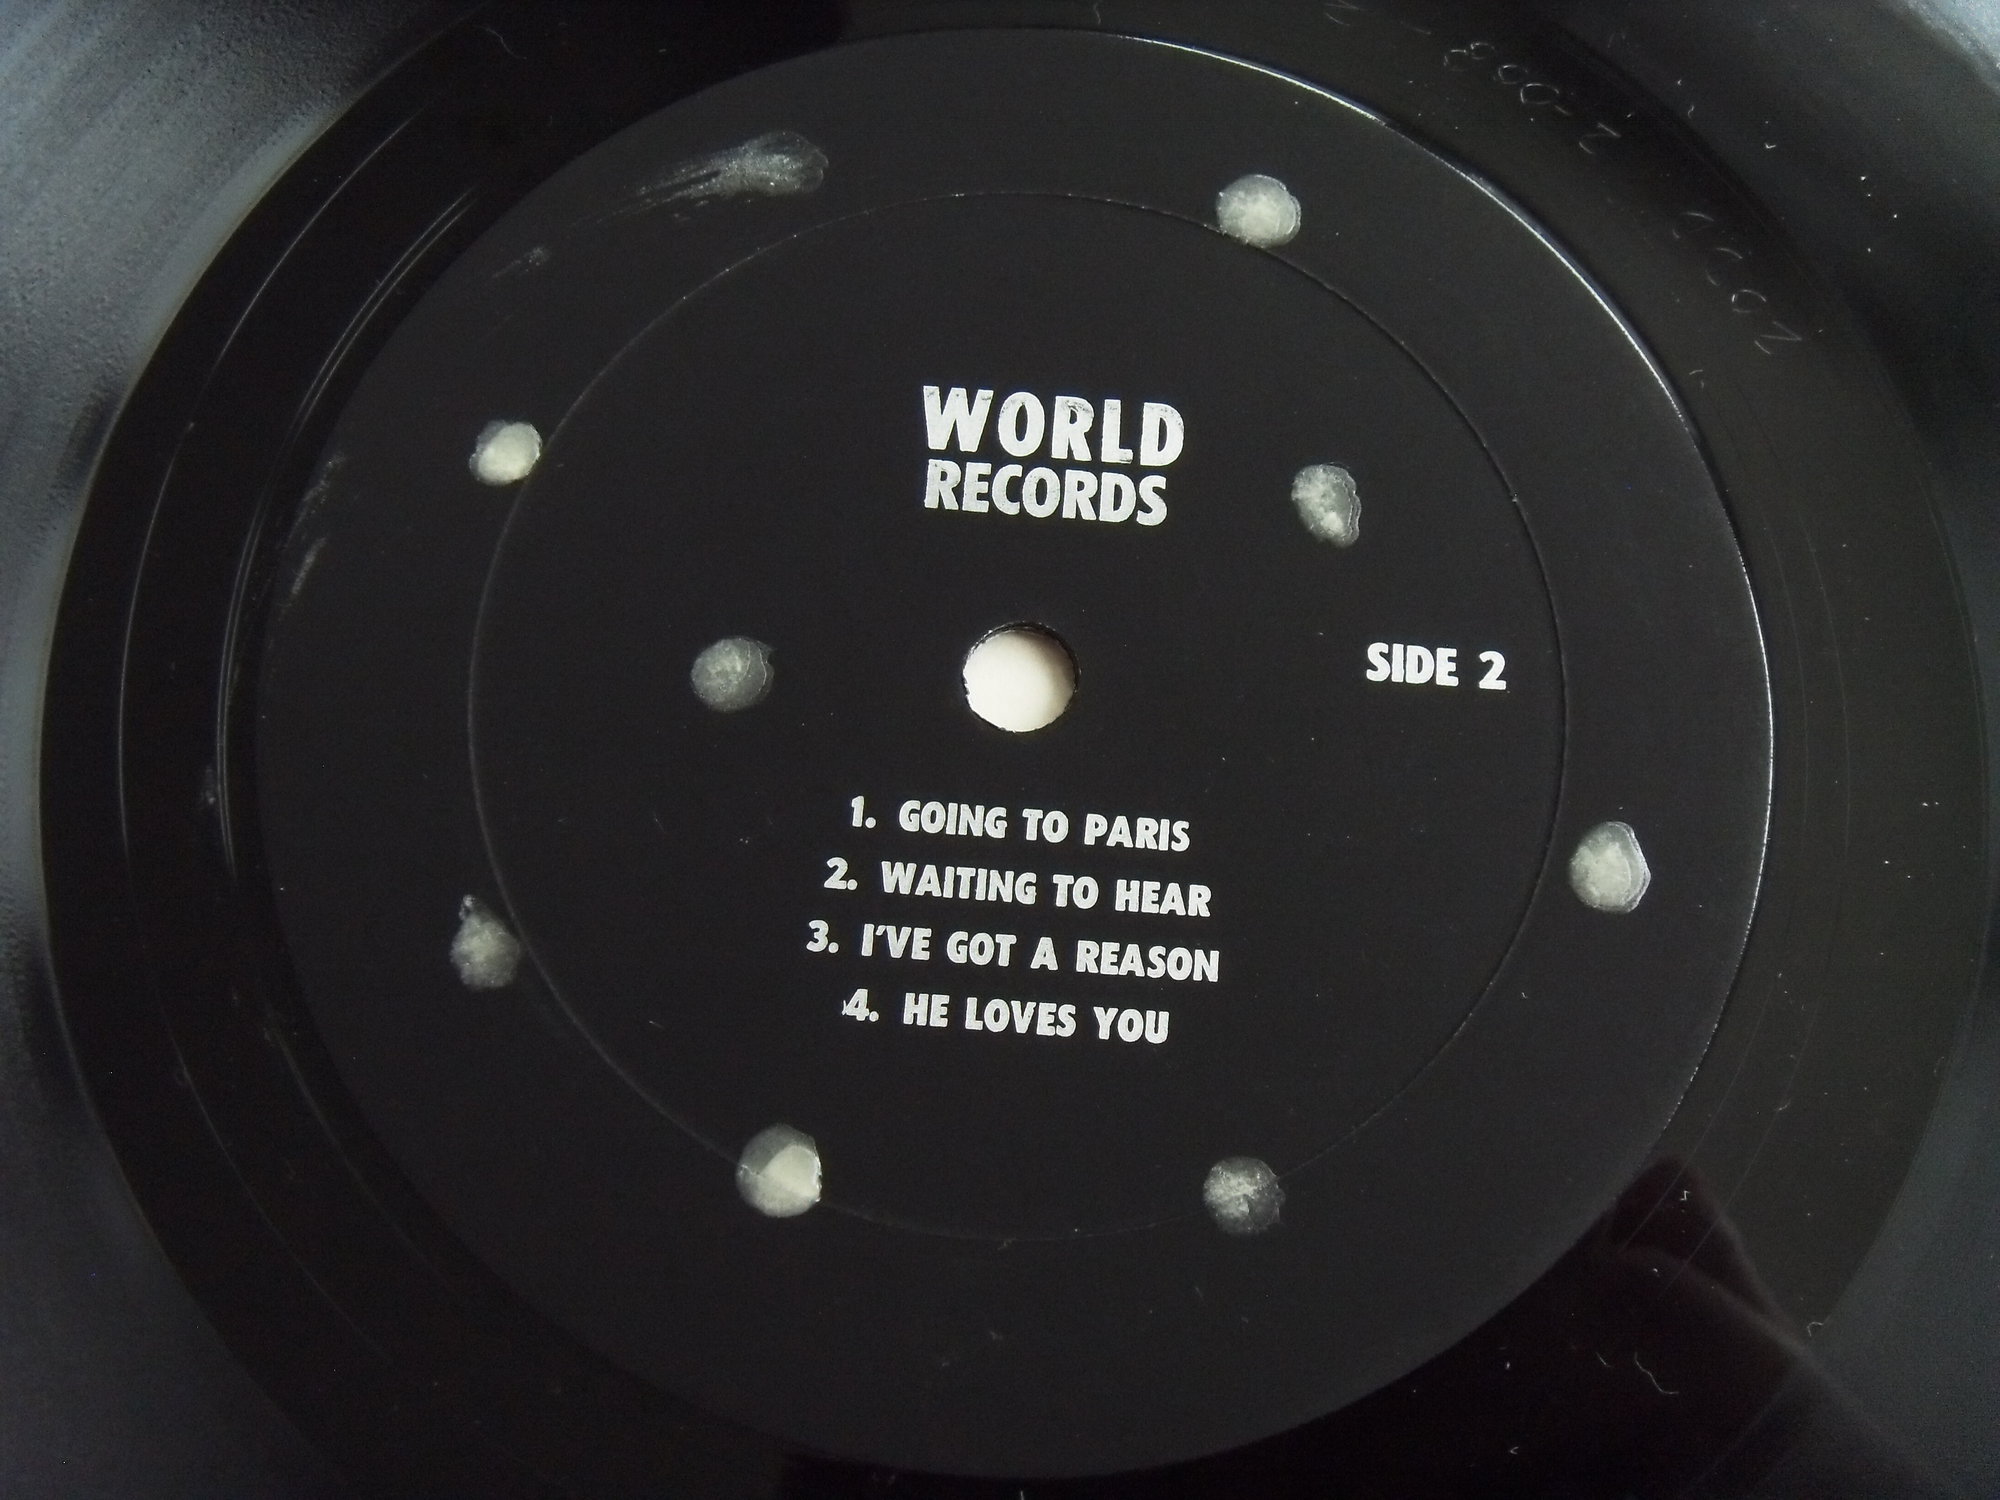 WORLD
RECORDS
SIDE 2
1. GOING TO PARIS
2. WAITING TO HEAR
3. I'VE GOT A REASON
4. HE LOVES YOU